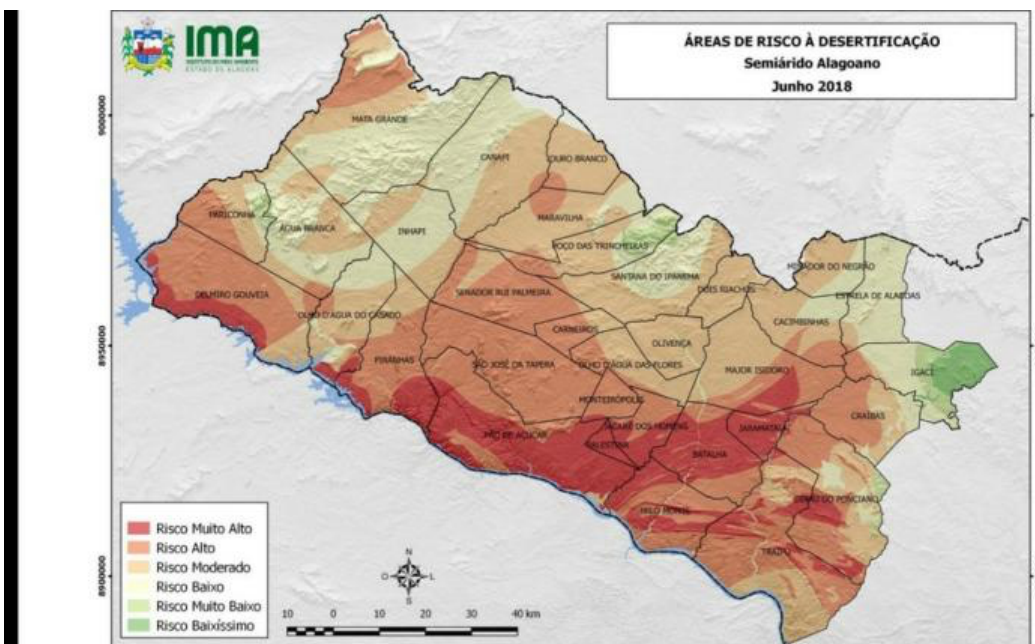 IMA
INSTITUTO DO MEIO AMBIENTE
ESTADO DE ALAGOAS
ÁREAS DE RISCO À DESERTIFICAÇÃO
Semiárido Alagoano
Junho 2018
9000000
8950000
8900000
MATA GRANDE
CANAPI
OURO BRANCO
PARICONHA
ÁGUA BRANCA
INHAPI
MARAVILHA
POÇO DAS TRINCHEIRAS
SANTANA DO IPANEMA
DOIS RIACHOS
MINADOR DO NEGRÃO
ESTRELA DE ALAGOAS
DELMIRO GOUVEIA
OLHO D'ÁGUA DO CASADO
SENADOR RUI PALMEIRA
CARNEIROS
OLIVENÇA
CACIMBINHAS
PIRANHAS
SÃO JOSÉ DA TAPERA
OLHO D'ÁGUA DAS FLORES
MAJOR ISIDORO
IGACI
MONTEIRÓPOLIS
CRAÍBAS
PÃO DE AÇÚCAR
JACARÉ DOS HOMENS
JARAMATAIA
PALESTINA
BATALHA
GIRAU DO PONCIANO
BELO MONTE
TRAIPU
Risco Muito Alto
Risco Alto
Risco Moderado
Risco Baixo
Risco Muito Baixo
Risco Baixíssimo
N
O L
S
10 0 10 20 30 40 km